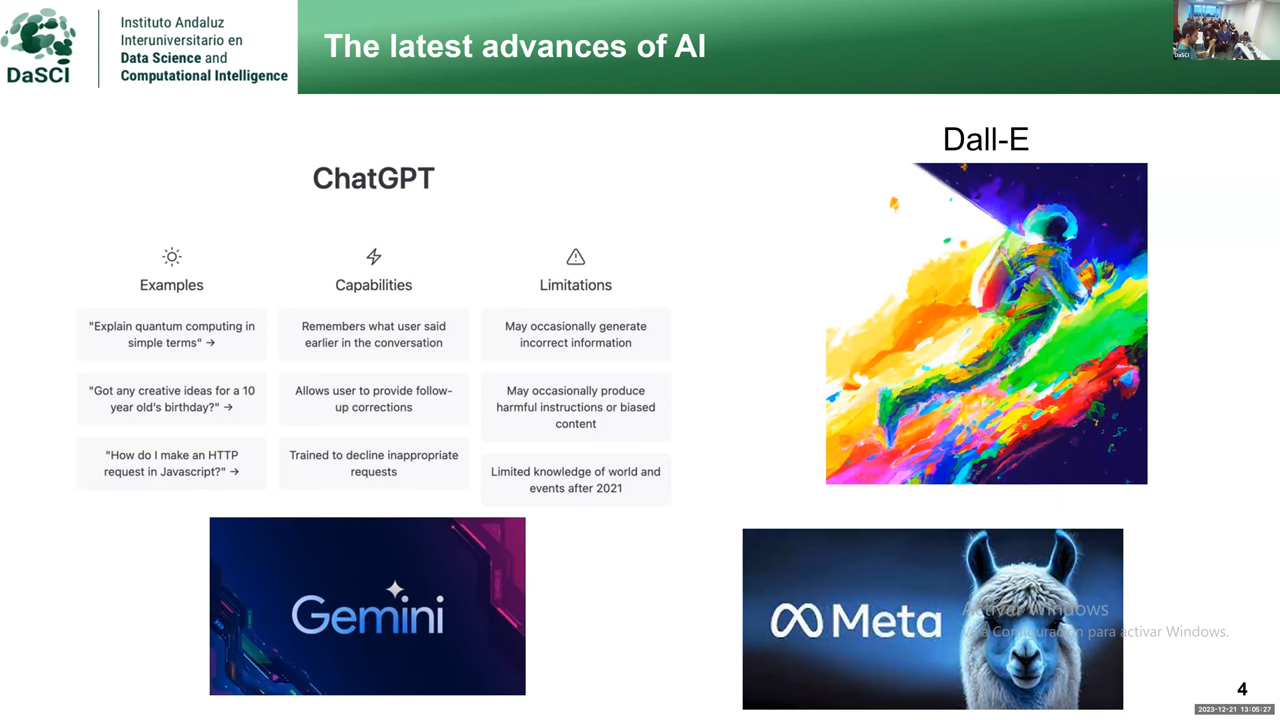 DaSCI
Instituto Andaluz
Interuniversitario en
Data Science and
Computational Intelligence
The latest advances of AI
DaSCI
ChatGPT
Examples
"Explain quantum computing in
simple terms" →
"Got any creative ideas for a 10
year old's birthday?" →
"How do I make an HTTP
request in Javascript?" →
Capabilities
Remembers what user said
earlier in the conversation
Allows user to provide follow-
up corrections
Trained to decline inappropriate
requests
Limitations
May occasionally generate
incorrect information
May occasionally produce
harmful instructions or biased
content
Limited knowledge of world and
events after 2021
Dall-E
Gemini
Meta
Activar Windows
Ve a Configuración para activar Windows.
4
2023-12-21 13:05:27